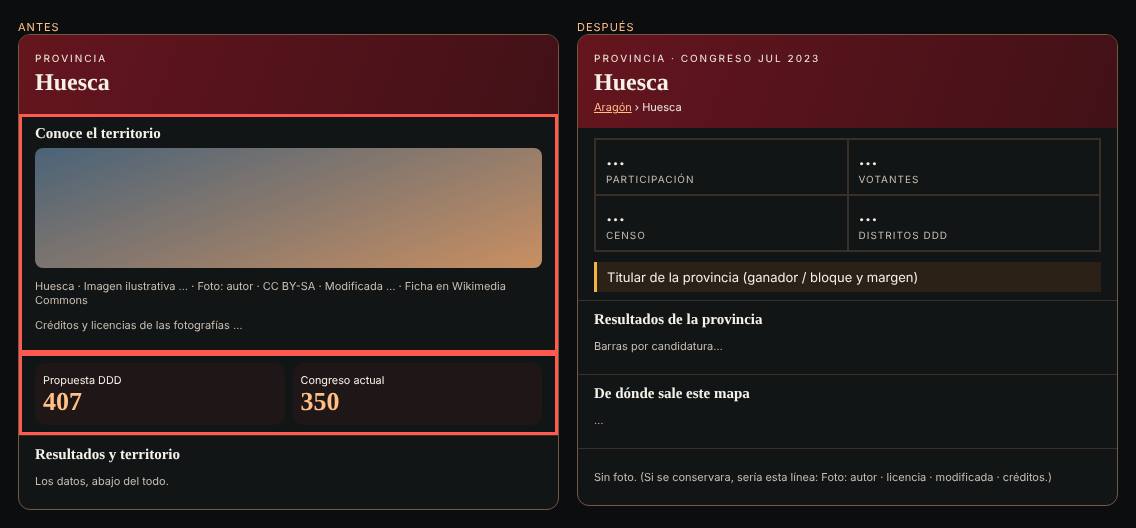 ANTES
PROVINCIA
Huesca
Conoce el territorio
Huesca · Imagen ilustrativa ... · Foto: autor · CC BY-SA · Modificada ... · Ficha en Wikimedia
Commons
Créditos y licencias de las fotografías ...
Propuesta DDD
407
Congreso actual
350
Resultados y territorio
Los datos, abajo del todo.
DESPUÉS
PROVINCIA · CONGRESO JUL 2023
Huesca
Aragón › Huesca
...
PARTICIPACIÓN
...
VOTANTES
...
CENSO
...
DISTRITOS DDD
Titular de la provincia (ganador / bloque y margen)
Resultados de la provincia
Barras por candidatura...
De dónde sale este mapa
...
Sin foto. (Si se conservara, sería esta línea: Foto: autor · licencia · modificada · créditos.)